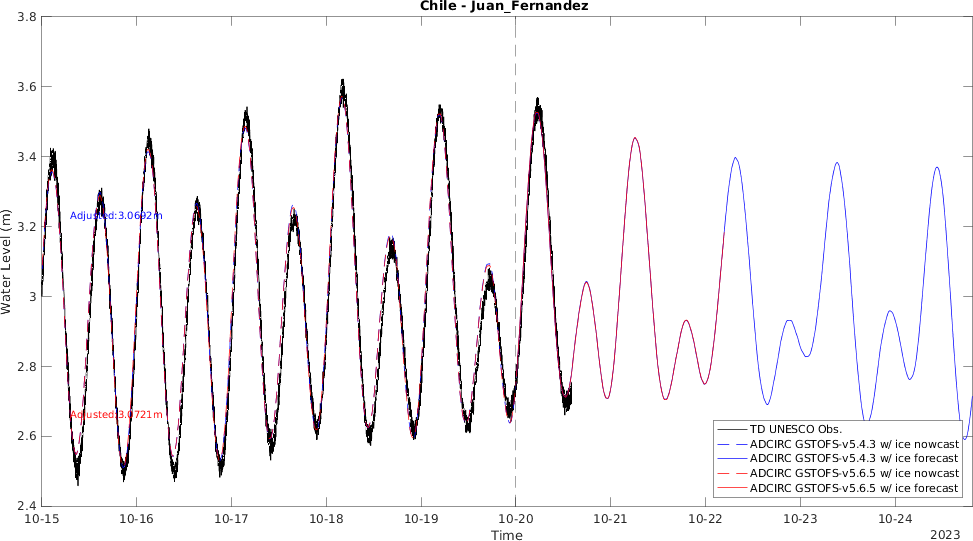 Chile - Juan_Fernandez
3.8
3.6
3.4
3.2
3
2.8
2.6
2.4
Water Level (m)
Adjusted:3.0692m
Adjusted:3.0721m
TD UNESCO Obs.
ADCIRC GSTOFS-v5.4.3 w/ ice nowcast
ADCIRC GSTOFS-v5.4.3 w/ ice forecast
ADCIRC GSTOFS-v5.6.5 w/ ice nowcast
ADCIRC GSTOFS-v5.6.5 w/ ice forecast
10-15 10-16 10-17 10-18 10-19 10-20 10-21 10-22 10-23 10-24
Time
2023